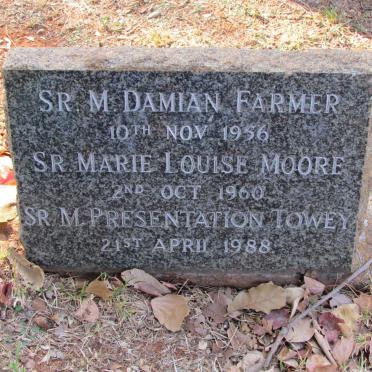 SR. M. DAMIAN FARMER
10TH NOV 1956
SR. MARIE LOUISE MOORE
2ND OCT 1960
SR. M. PRESENTATION TOWEY
21ST APRIL 1988